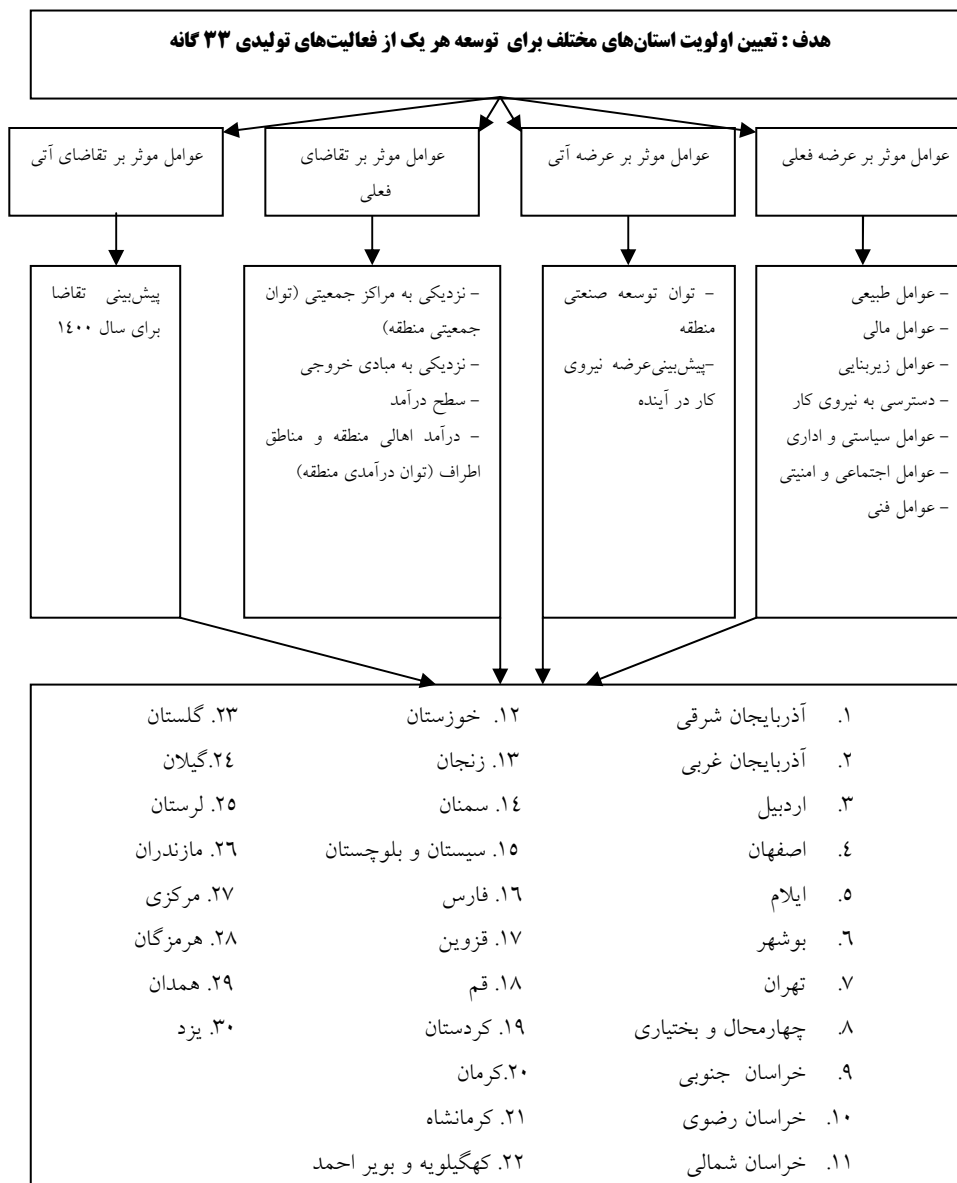 هدف : تعیین اولویت استان‌های مختلف برای توسعه هر یک از فعالیت‌های تولیدی ۳۳ گانه
عوامل موثر بر عرضه فعلی
عوامل موثر بر عرضه آتی
عوامل موثر بر تقاضای
فعلی
عوامل موثر بر تقاضای آتی
- عوامل طبیعی
- عوامل مالی
- عوامل زیربنایی
- دسترسی به نیروی کار
- عوامل سیاستی و اداری
- عوامل اجتماعی و امنیتی
- عوامل فنی
- توان توسعه صنعتی
منطقه
-پیش‌بینی‌عرضه نیروی
کار در آینده
- نزدیکی به مراکز جمعیتی (توان
جمعیتی منطقه)
- نزدیکی به مبادی خروجی
- سطح درآمد
- درآمد اهالی منطقه و مناطق
اطراف (توان درآمدی منطقه)
پیش‌بینی تقاضا
برای سال ۱۴۰۰
۱. آذربایجان شرقی
۲. آذربایجان غربی
۳. اردبیل
۴. اصفهان
۵. ایلام
۶. بوشهر
۷. تهران
۸. چهارمحال و بختیاری
۹. خراسان جنوبی
۱۰. خراسان رضوی
۱۱. خراسان شمالی
۱۲. خوزستان
۱۳. زنجان
۱۴. سمنان
۱۵. سیستان و بلوچستان
۱۶. فارس
۱۷. قزوین
۱۸. قم
۱۹. کردستان
۲۰.کرمان
۲۱. کرمانشاه
۲۲. کهگیلویه و بویر احمد
۲۳. گلستان
۲۴.گیلان
۲۵. لرستان
۲۶. مازندران
۲۷. مرکزی
۲۸. هرمزگان
۲۹. همدان
۳۰. یزد